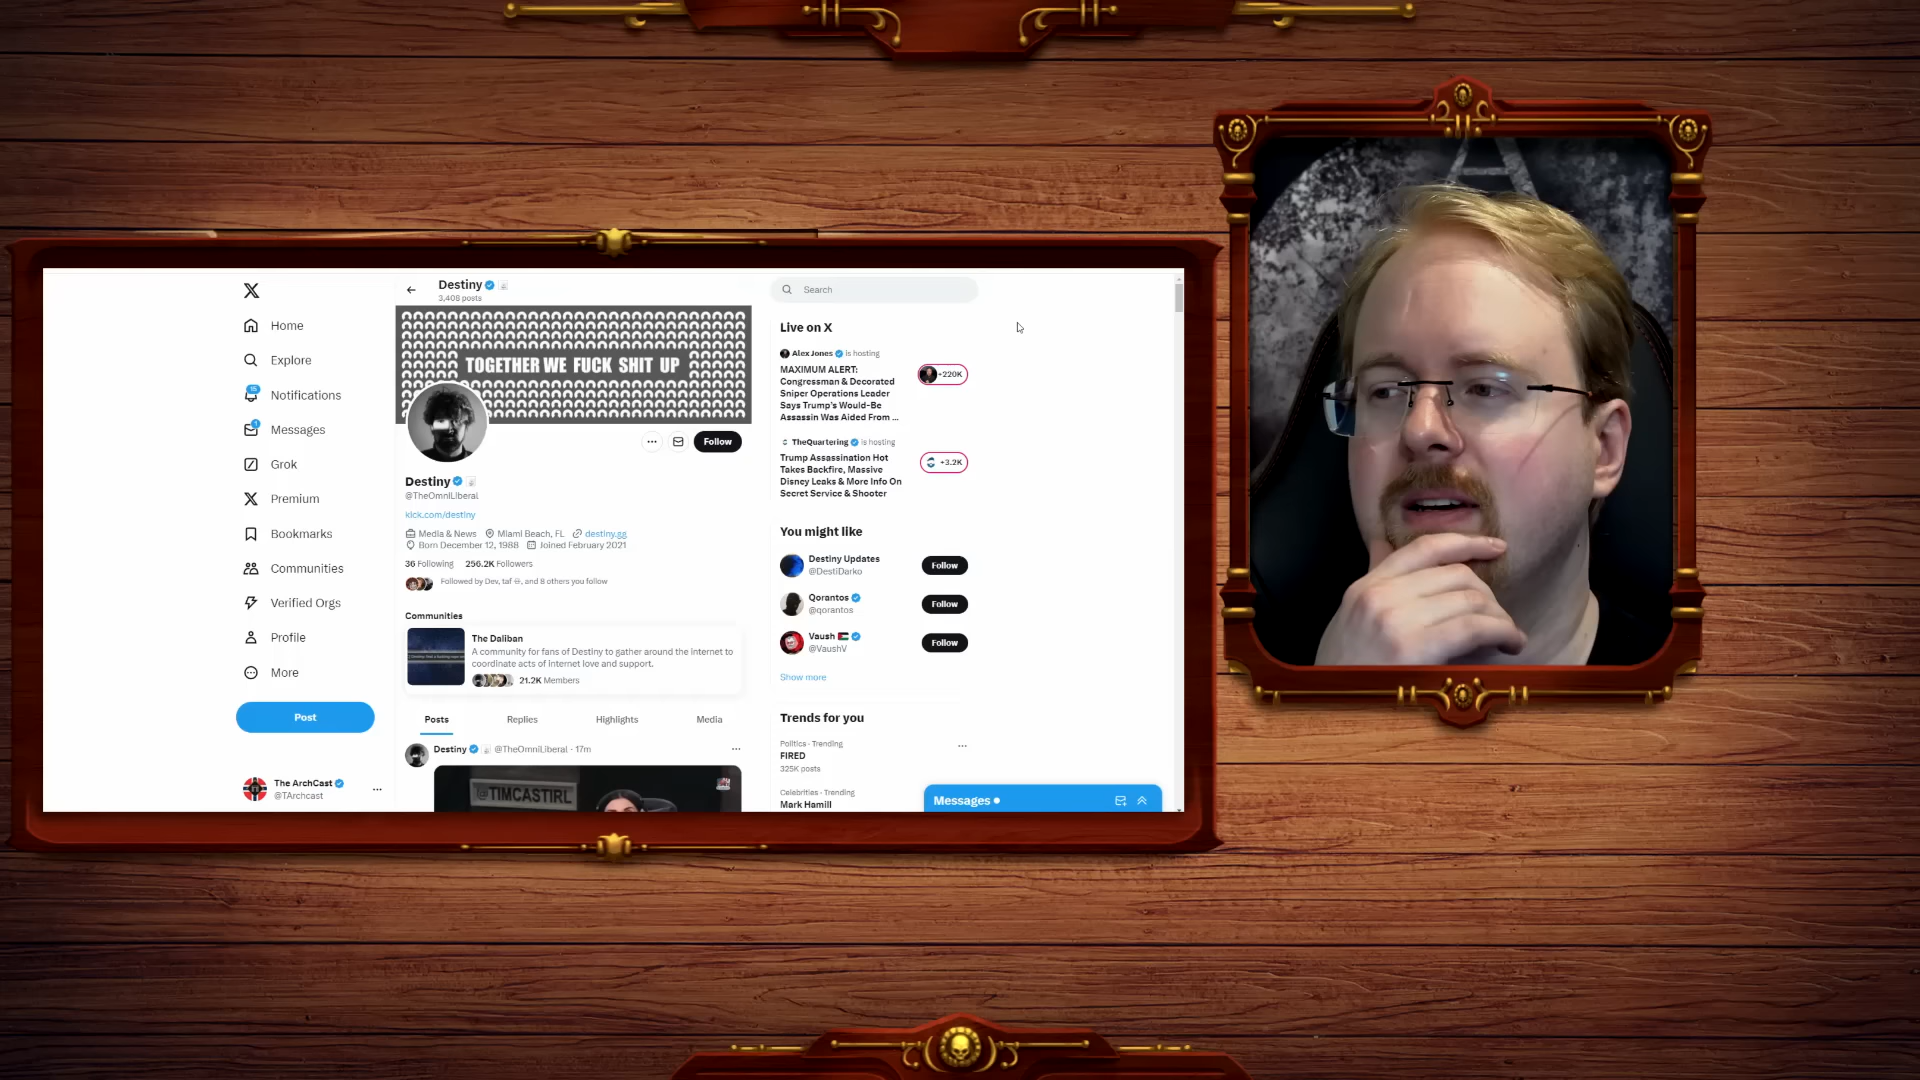 Home
Explore
Notifications
Messages
Grok
Premium
Bookmarks
Communities
Verified Orgs
Profile
More
Post
The ArchCast
@TArchcast
Destiny
3,408 posts
TOGETHER WE FUCK SHIT UP
Follow
Destiny
@TheOmniLiberal
kick.com/destiny
Media & News Miami Beach, FL destiny.gg
Born December 12, 1988 Joined February 2021
36 Following 256.2K Followers
Followed by Dev, taf, and 8 others you follow
Communities
The Daliban
A community for fans of Destiny to gather around the internet to
coordinate acts of internet love and support.
21.2K Members
Posts Replies Highlights Media
Destiny @TheOmniLiberal · 17m
@TIMCASTIRL
Search
Live on X
Alex Jones is hosting
MAXIMUM ALERT:
Congressman & Decorated
Sniper Operations Leader
Says Trump's Would-Be
Assassin Was Aided From ...
+220K
TheQuartering is hosting
Trump Assassination Hot
Takes Backfire, Massive
Disney Leaks & More Info On
Secret Service & Shooter
+3.2K
You might like
Destiny Updates
@DestiDarko
Follow
Qorantos
@qorantos
Follow
Vaush
@VaushV
Follow
Show more
Trends for you
Politics · Trending
FIRED
325K posts
Celebrities · Trending
Mark Hamill
Messages